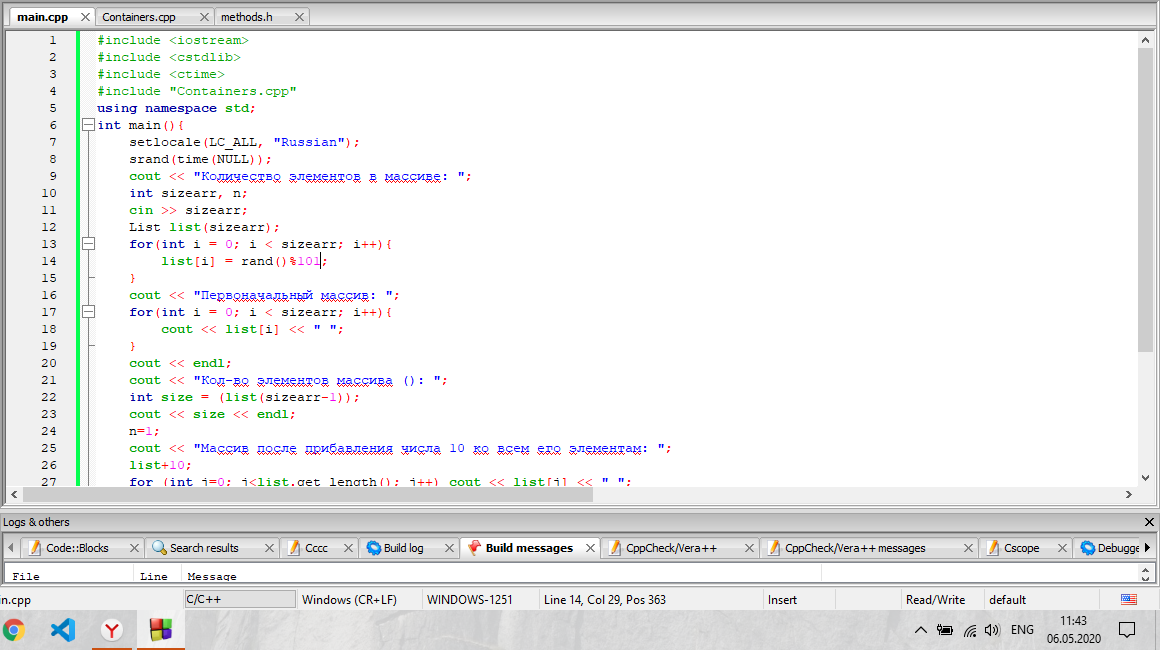 main.cpp Containers.cpp methods.h
1 #include <iostream>
2 #include <cstdlib>
3 #include <ctime>
4 #include "Containers.cpp"
5 using namespace std;
6 int main(){
7 setlocale(LC_ALL, "Russian");
8 srand(time(NULL));
9 cout << "Количество элементов в массиве: ";
10 int sizearr, n;
11 cin >> sizearr;
12 List list(sizearr);
13 for(int i = 0; i < sizearr; i++){
14 list[i] = rand()%101;
15 }
16 cout << "Первоначальный массив: ";
17 for(int i = 0; i < sizearr; i++){
18 cout << list[i] << " ";
19 }
20 cout << endl;
21 cout << "Кол-во элементов массива (): ";
22 int size = (list(sizearr-1));
23 cout << size << endl;
24 n=1;
25 cout << "Массив после прибавления числа 10 ко всем его элементам: ";
26 list+10;
27 for (int j=0; j<list.get_length(); j++) cout << list[j] << " ";
Logs & others
Code::Blocks Search results Cccc Build log Build messages CppCheck/Vera++ CppCheck/Vera++ messages Cscope Debugge
File Line Message
in.cpp C/C++ Windows (CR+LF) WINDOWS-1251 Line 14, Col 29, Pos 363 Insert Read/Write default
ENG 11:43
06.05.2020